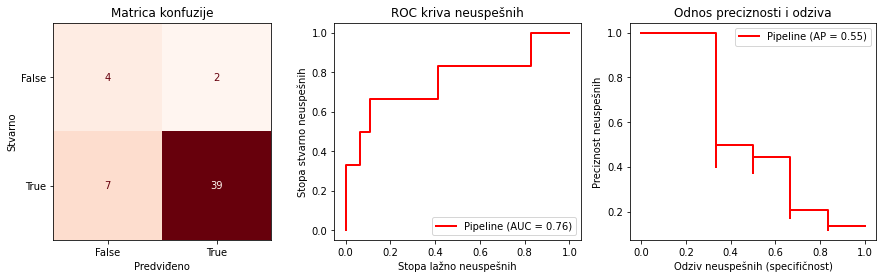 Matrica konfuzije
Stvarno
False
True
4
2
7
39
False
True
Predviđeno
ROC kriva neuspešnih
Stopa stvarno neuspešnih
1.0
0.8
0.6
0.4
0.2
0.0
Pipeline (AUC = 0.76)
0.0
0.2
0.4
0.6
0.8
1.0
Stopa lažno neuspešnih
Odnos preciznosti i odziva
Preciznost neuspešnih
1.0
0.8
0.6
0.4
0.2
Pipeline (AP = 0.55)
0.0
0.2
0.4
0.6
0.8
1.0
Odziv neuspešnih (specifičnost)